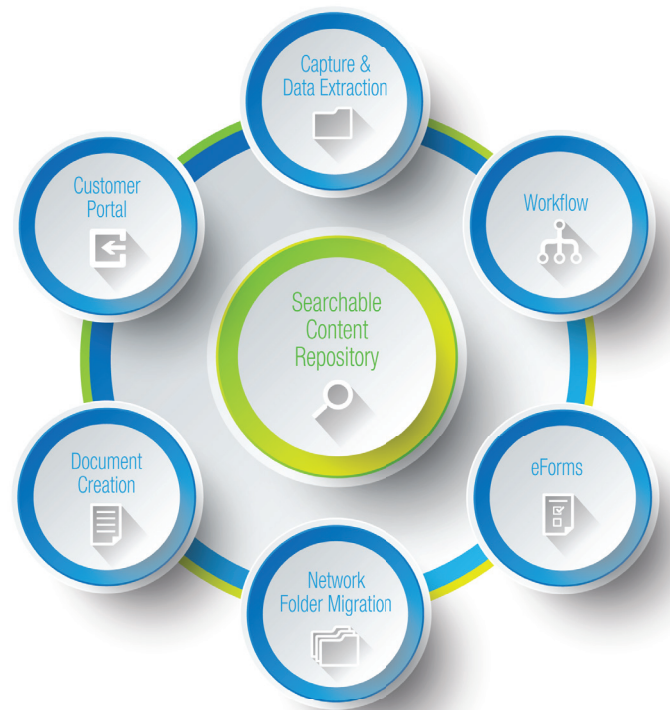 Capture &
Data Extraction
Customer
Portal
Workflow
Searchable
Content
Repository
Document
Creation
eForms
Network
Folder Migration